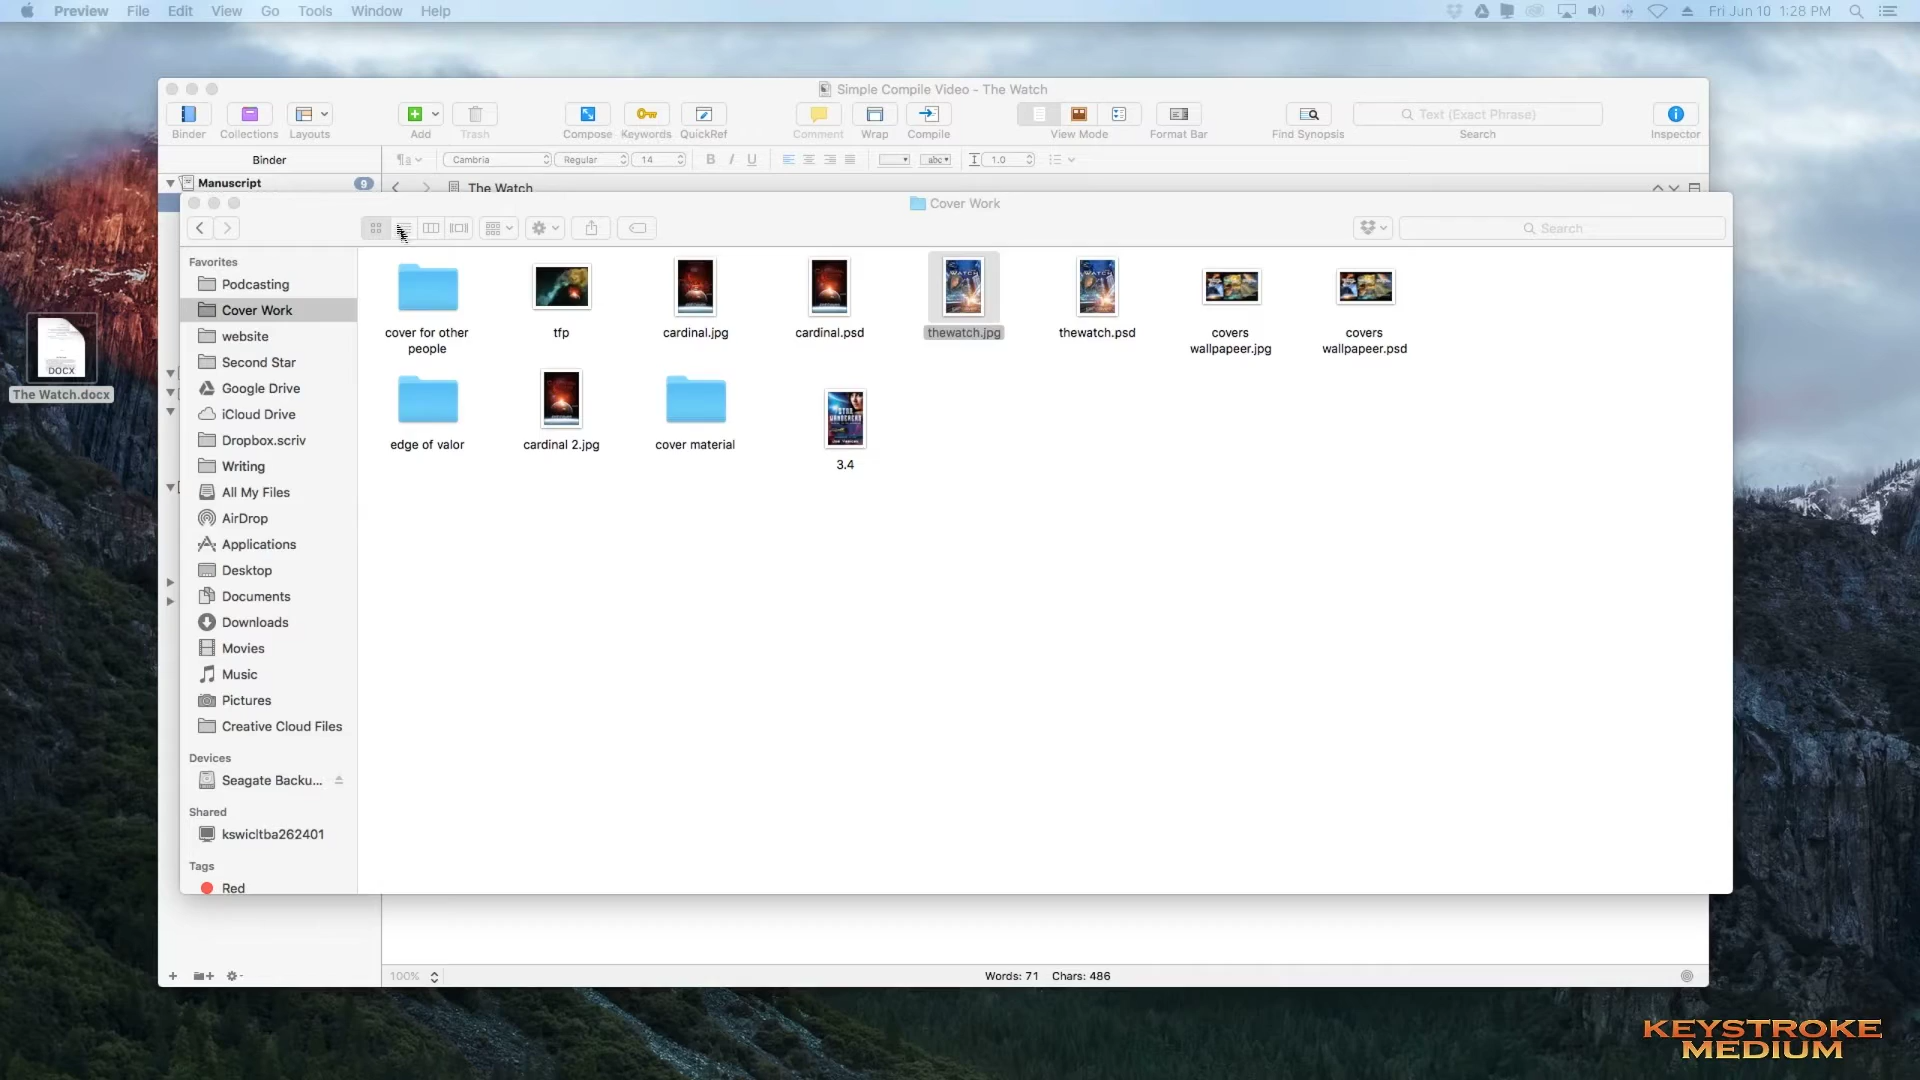 Preview File Edit View Go Tools Window Help
Fri Jun 10 1:28 PM
Simple Compile Video - The Watch
Binder Collections Layouts Add Trash Compose Keywords QuickRef Comment Wrap Compile View Mode Format Bar Find Synopsis Search Inspector
Text (Exact Phrase)
Binder
Cambria Regular 14 B I U abc 1.0
Manuscript 9
The Watch
Cover Work
Search
Favorites
Podcasting
Cover Work
website
Second Star
Google Drive
iCloud Drive
Dropbox.scriv
Writing
All My Files
AirDrop
Applications
Desktop
Documents
Downloads
Movies
Music
Pictures
Creative Cloud Files
Devices
Seagate Backu...
Shared
kswicltba262401
Tags
Red
cover for other people
tfp
cardinal.jpg
cardinal.psd
thewatch.jpg
thewatch.psd
covers wallpapeer.jpg
covers wallpapeer.psd
edge of valor
cardinal 2.jpg
cover material
3.4
DOCX
The Watch.docx
100%
Words: 71 Chars: 486
KEYSTROKE
MEDIUM